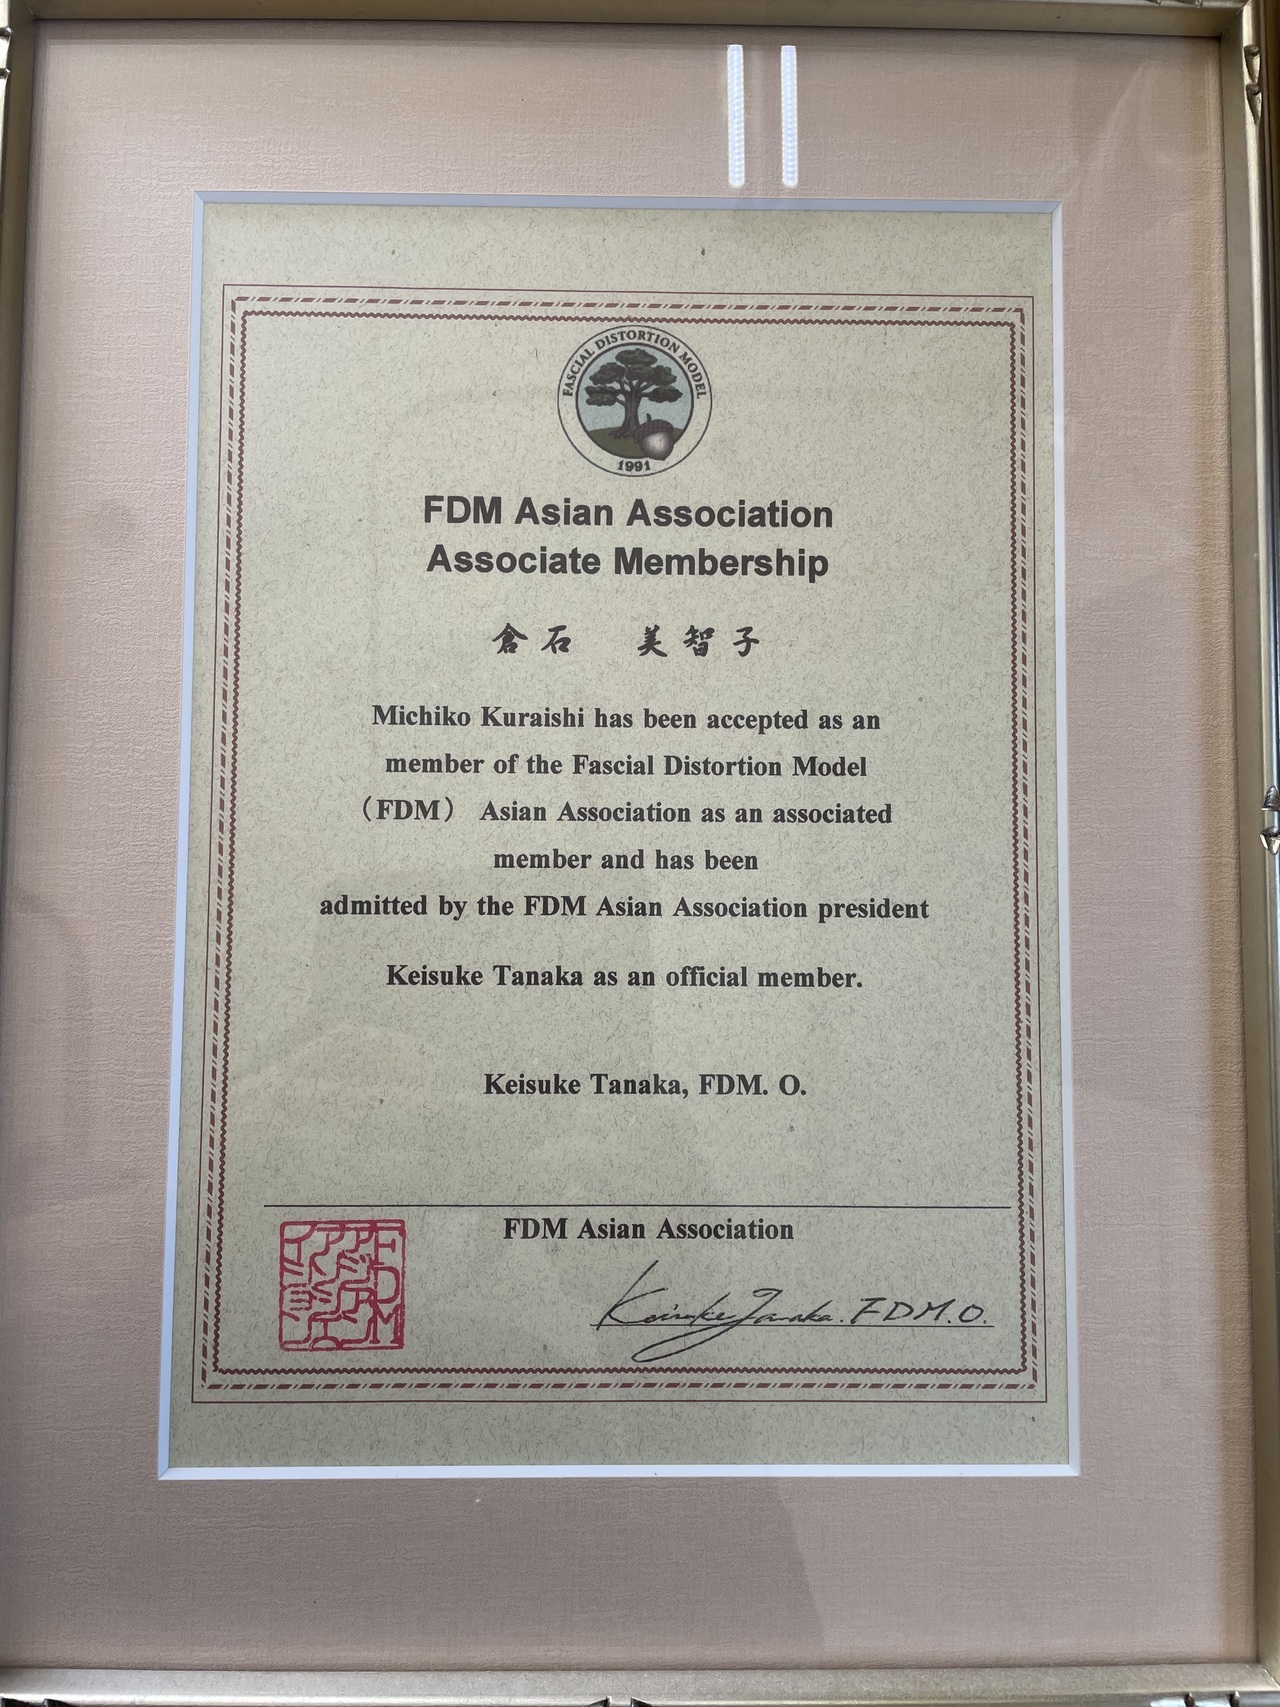 FASCIAL DISTORTION MODEL
1991
FDM Asian Association
Associate Membership
倉石 美智子
Michiko Kuraishi has been accepted as an
member of the Fascial Distortion Model
（FDM） Asian Association as an associated
member and has been
admitted by the FDM Asian Association president
Keisuke Tanaka as an official member.
Keisuke Tanaka, FDM. O.
FDM Asian Association
Keisuke Tanaka. FDM.O.
FDM